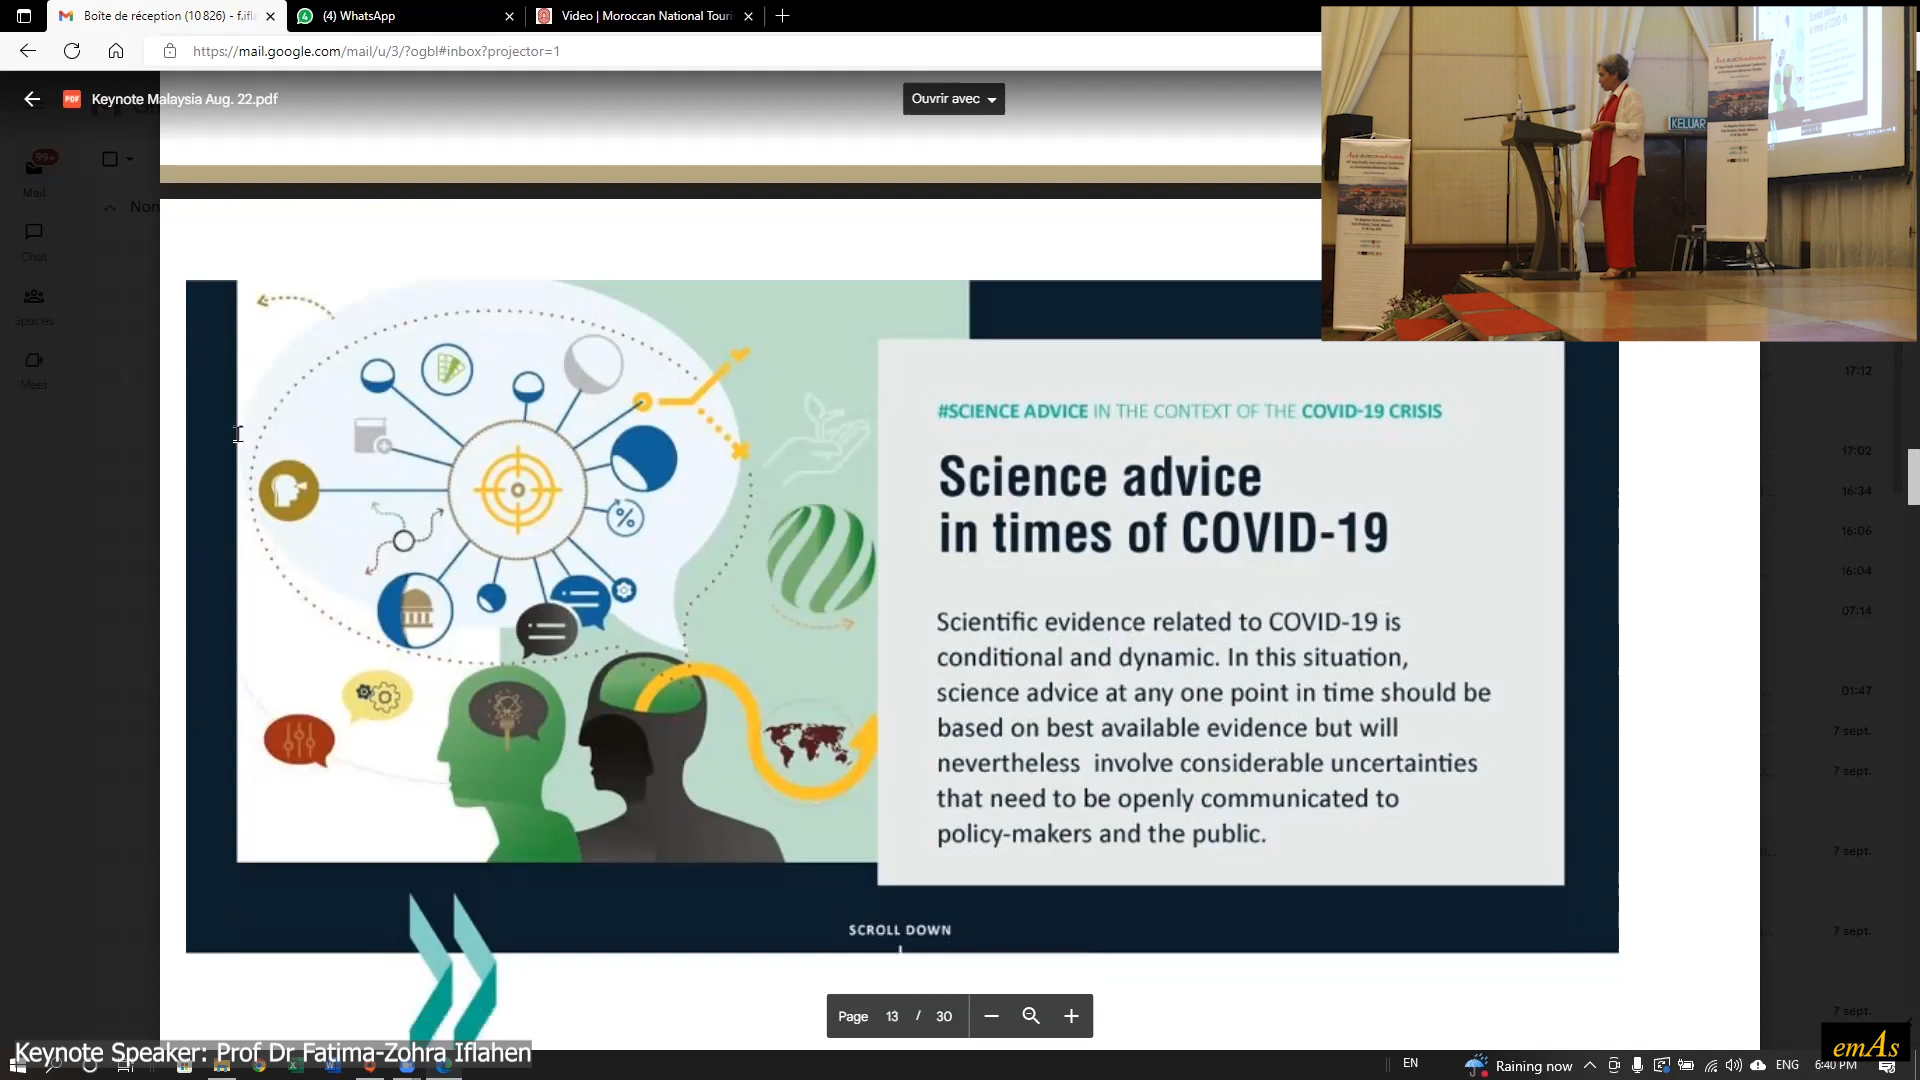 Boîte de réception (10 826) - f.ifla
(4) WhatsApp
Video | Moroccan National Touri
https://mail.google.com/mail/u/3/?ogbl#inbox?projector=1
PDF
Keynote Malaysia Aug. 22.pdf
Ouvrir avec
99+
Mail
Non
Chat
Spaces
Meet
KELUAR
#SCIENCE ADVICE IN THE CONTEXT OF THE COVID-19 CRISIS
Science advice
in times of COVID-19
Scientific evidence related to COVID-19 is
conditional and dynamic. In this situation,
science advice at any one point in time should be
based on best available evidence but will
nevertheless involve considerable uncertainties
that need to be openly communicated to
policy-makers and the public.
SCROLL DOWN
17:12
17:02
16:34
16:06
16:04
07:14
01:47
7 sept.
7 sept.
7 sept.
7 sept.
7 sept.
Page 13 / 30
Keynote Speaker: Prof Dr Fatima-Zohra Iflahen
emAs
EN
Raining now
ENG
6:40 PM